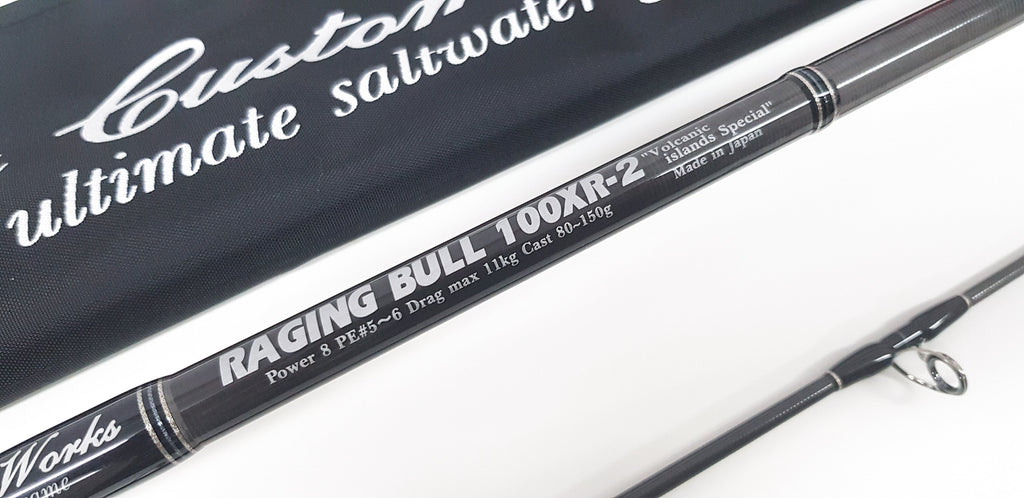 Custom
ultimate saltwater
RAGING BULL 100XR-2
"Volcanic
islands Special"
Made in Japan
Power 8 PE#5~6 Drag max 11kg Cast 80~150g
Works